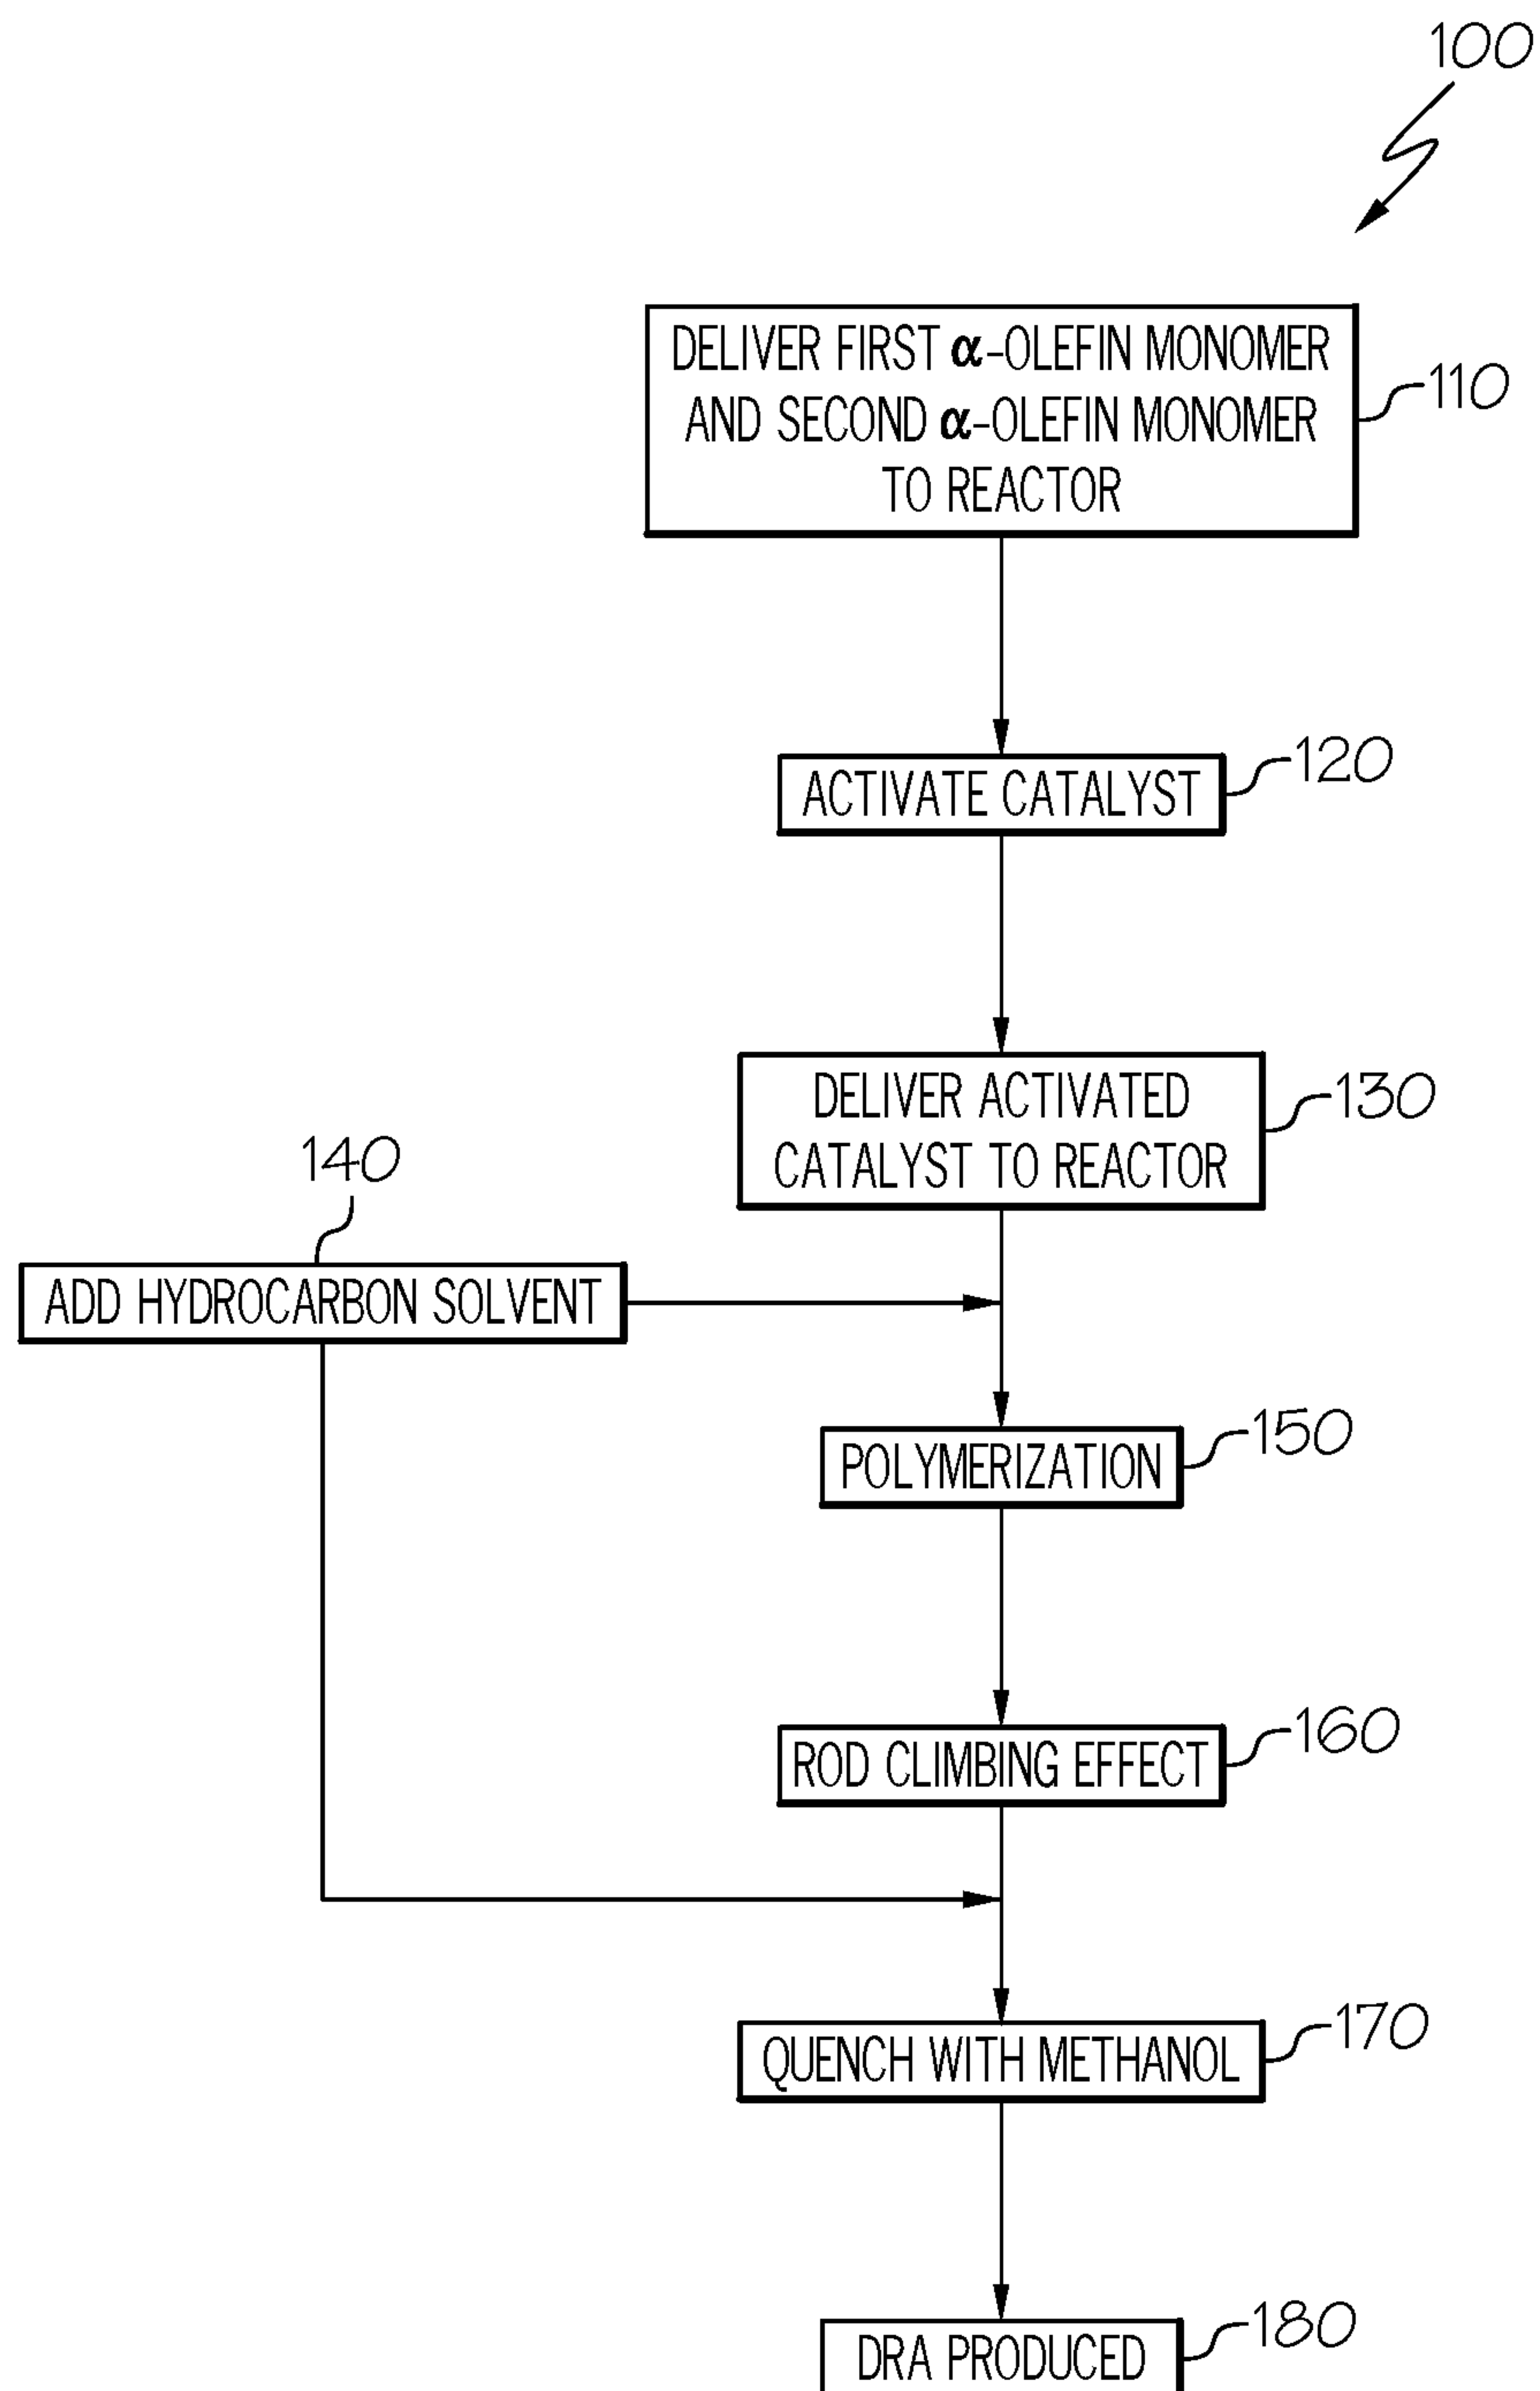 100
DELIVER FIRST α-OLEFIN MONOMER
AND SECOND α-OLEFIN MONOMER
TO REACTOR
110
ACTIVATE CATALYST
120
DELIVER ACTIVATED
CATALYST TO REACTOR
130
140
ADD HYDROCARBON SOLVENT
POLYMERIZATION
150
ROD CLIMBING EFFECT
160
QUENCH WITH METHANOL
170
DRA PRODUCED
180